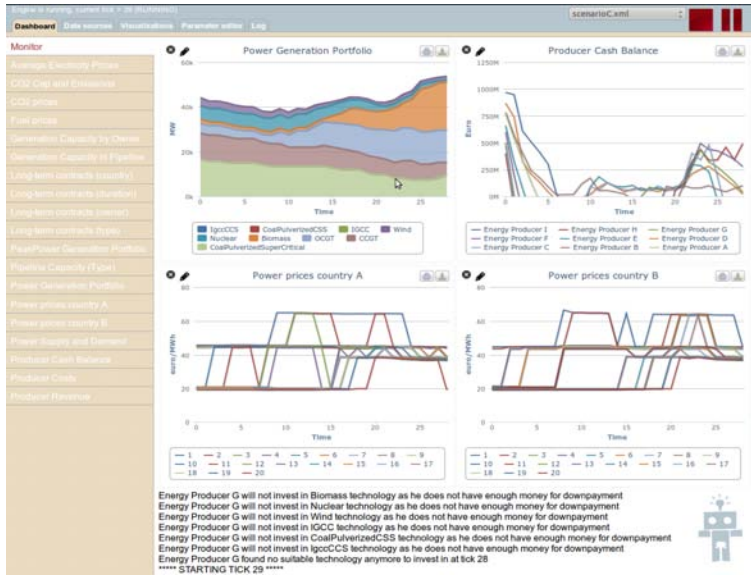 Engine is running, current tick = 28 (RUNNING)
scenarioC.xml
Dashboard Data sources Visualisations Parameter editor Log
Monitor
Average Electricity Prices
CO2 Cap and Emissions
CO2 prices
Fuel prices
Generation Capacity by Owner
Generation Capacity in Pipeline
Long-term contracts (country)
Long-term contracts (duration)
Long-term contracts (owner)
Long-term contracts (type)
Pipeline Capacity (Type)
Power Generation Portfolio
Power prices country A
Power prices country B
Power Supply and Demand
Producer Cash Balance
Producer Costs
Producer Revenue
Power Generation Portfolio
60k
40k
20k
0k
MW
0 5 10 15 20 25
Time
IgccCCS CoalPulverizedCSS IGCC Wind
Nuclear Biomass OCGT CCGT
CoalPulverizedSuperCritical
Producer Cash Balance
1250M
1000M
750M
500M
250M
0M
Euro
0 5 10 15 20 25
Time
Energy Producer I Energy Producer H Energy Producer G
Energy Producer F Energy Producer E Energy Producer D
Energy Producer C Energy Producer B Energy Producer A
Power prices country A
80
60
40
20
0
euro/MWh
0 5 10 15 20 25
Time
1 2 3 4 5 6 7 8 9
10 11 12 13 14 15 16 17
18 19 20
Power prices country B
80
60
40
20
0
euro/MWh
0 5 10 15 20 25
Time
1 2 3 4 5 6 7 8 9
10 11 12 13 14 15 16 17
18 19 20
Energy Producer G will not invest in Biomass technology as he does not have enough money for downpayment
Energy Producer G will not invest in Nuclear technology as he does not have enough money for downpayment
Energy Producer G will not invest in Wind technology as he does not have enough money for downpayment
Energy Producer G will not invest in IGCC technology as he does not have enough money for downpayment
Energy Producer G will not invest in CoalPulverizedCSS technology as he does not have enough money for downpayment
Energy Producer G will not invest in IgccCCS technology as he does not have enough money for downpayment
Energy Producer G found no suitable technology anymore to invest in at tick 28
***** STARTING TICK 29 *****